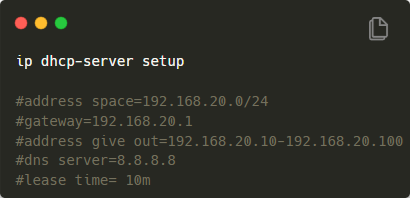 ip dhcp-server setup
#address space=192.168.20.0/24
#gateway=192.168.20.1
#address give out=192.168.20.10-192.168.20.100
#dns server=8.8.8.8
#lease time= 10m